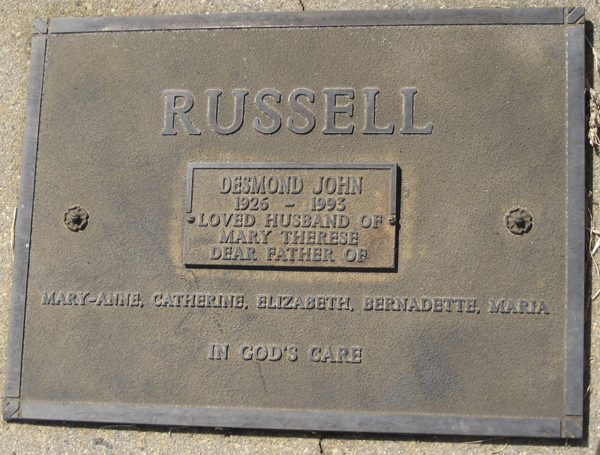 RUSSELL
DESMOND JOHN
1926 - 1993
LOVED HUSBAND OF
MARY THERESE
DEAR FATHER OF
MARY-ANNE, CATHERINE, ELIZABETH, BERNADETTE, MARIA
IN GOD'S CARE